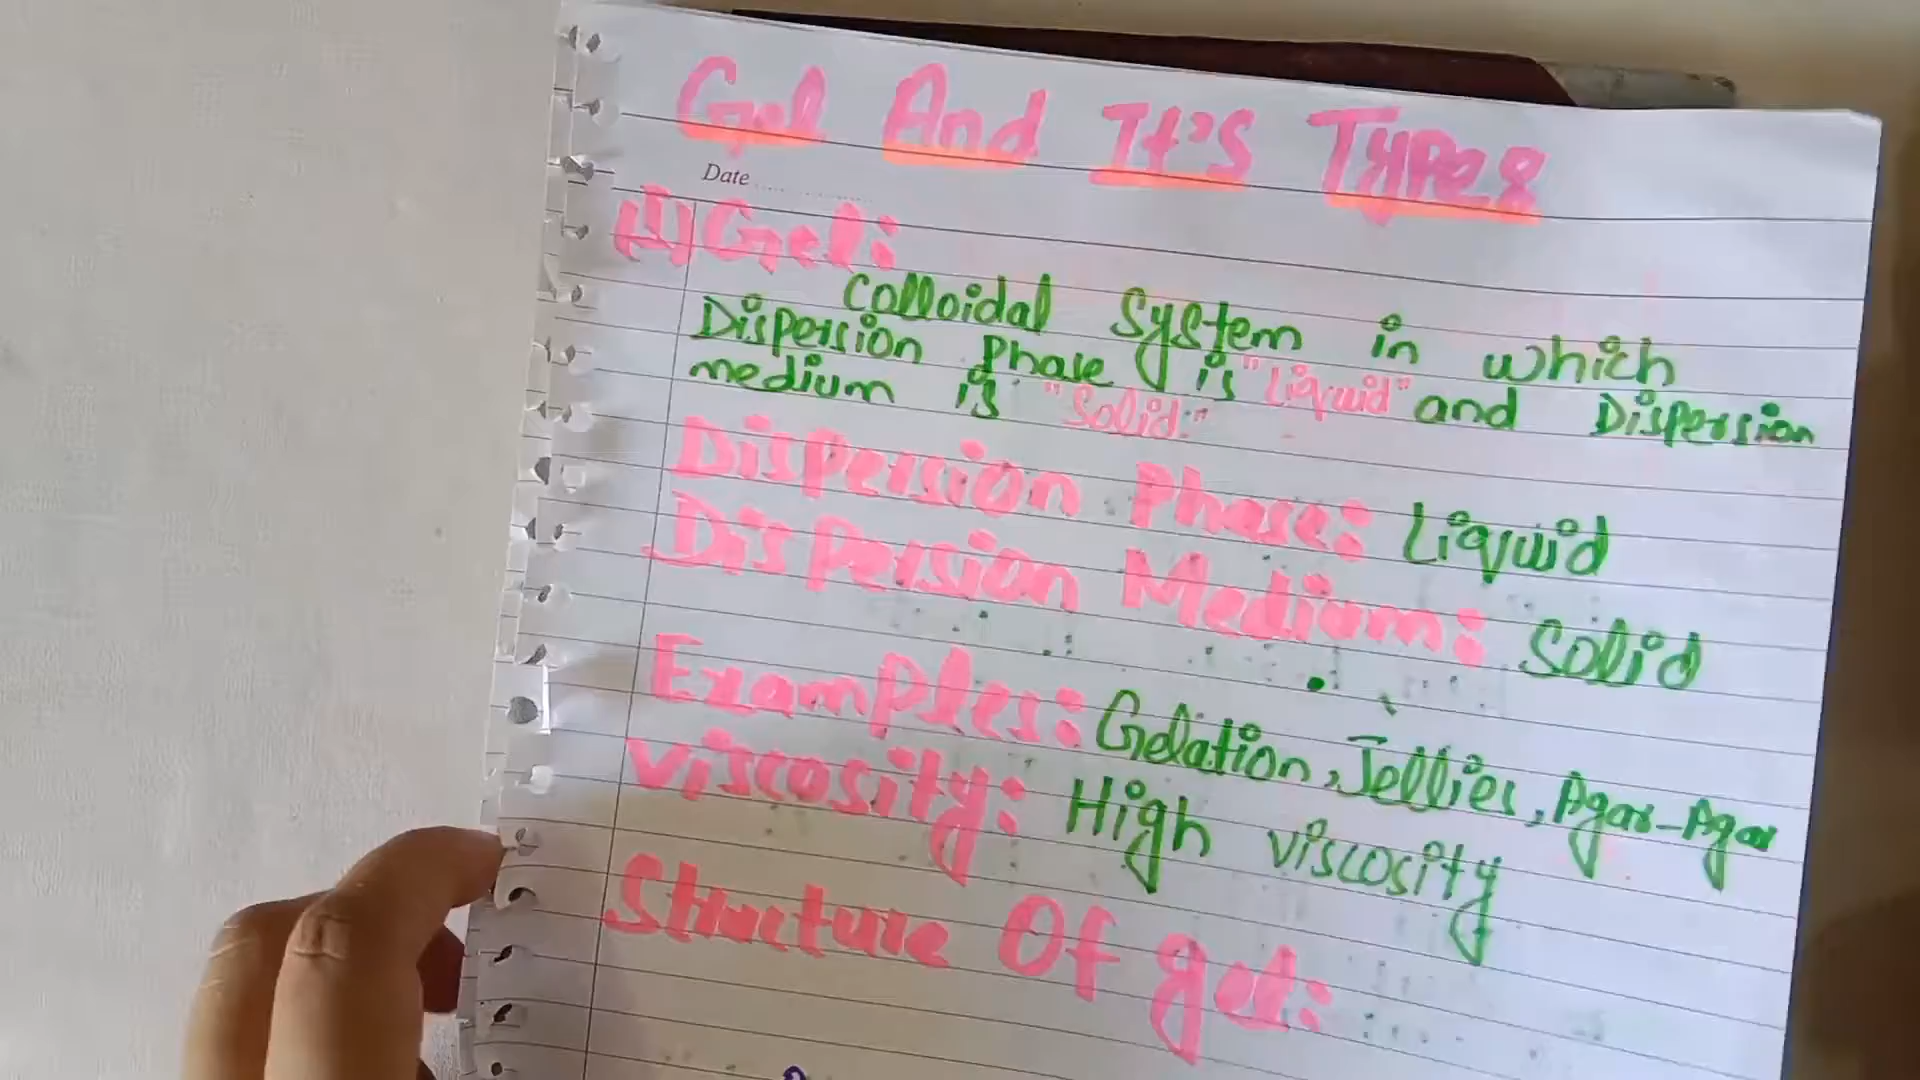 Gel And It's Types
Date
(1) Gel:
Colloidal System in which
Dispersion Phase is "Liquid" and Dispersion
medium is "Solid."
Dispersion Phase: Liquid
Dispersion Medium: Solid
Examples: Gelation, Jellies, Agar-Agar
Viscosity: High viscosity
Structure Of gel: